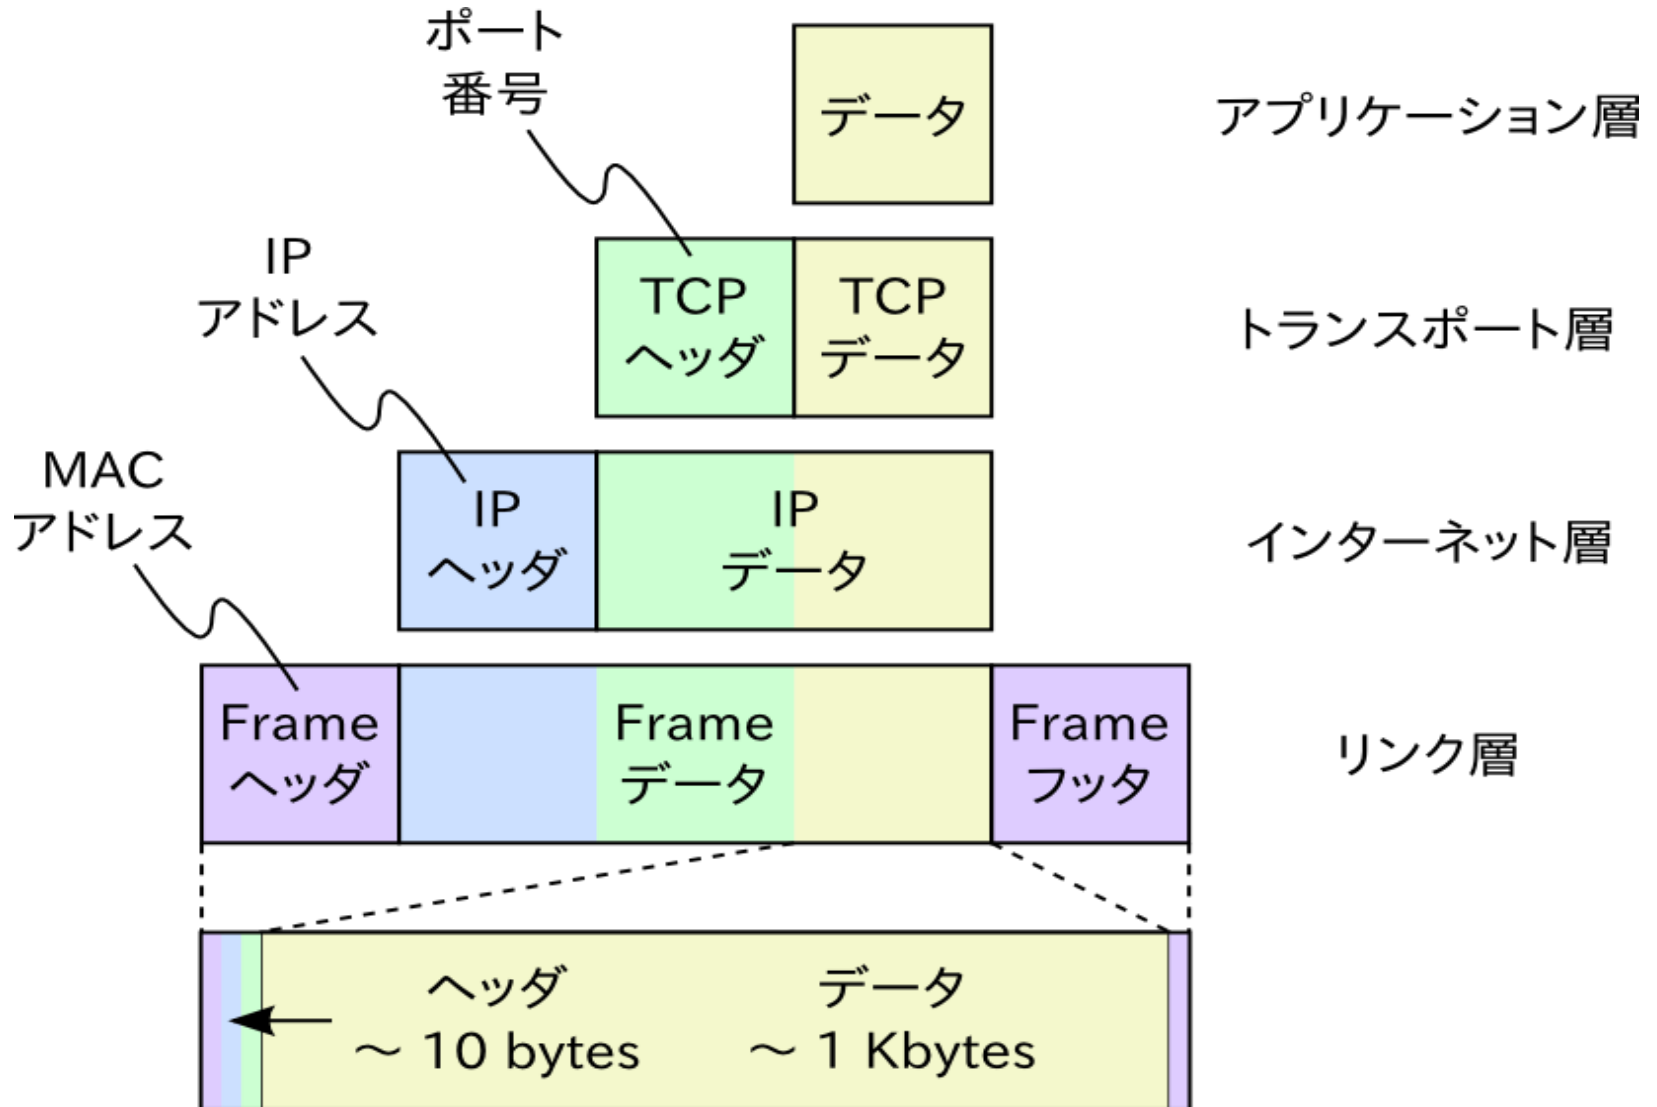 ポート
番号
データ
アプリケーション層
IP
アドレス
TCP
ヘッダ
TCP
データ
トランスポート層
MAC
アドレス
IP
ヘッダ
IP
データ
インターネット層
Frame
ヘッダ
Frame
データ
Frame
フッタ
リンク層
ヘッダ
～ 10 bytes
データ
～ 1 Kbytes